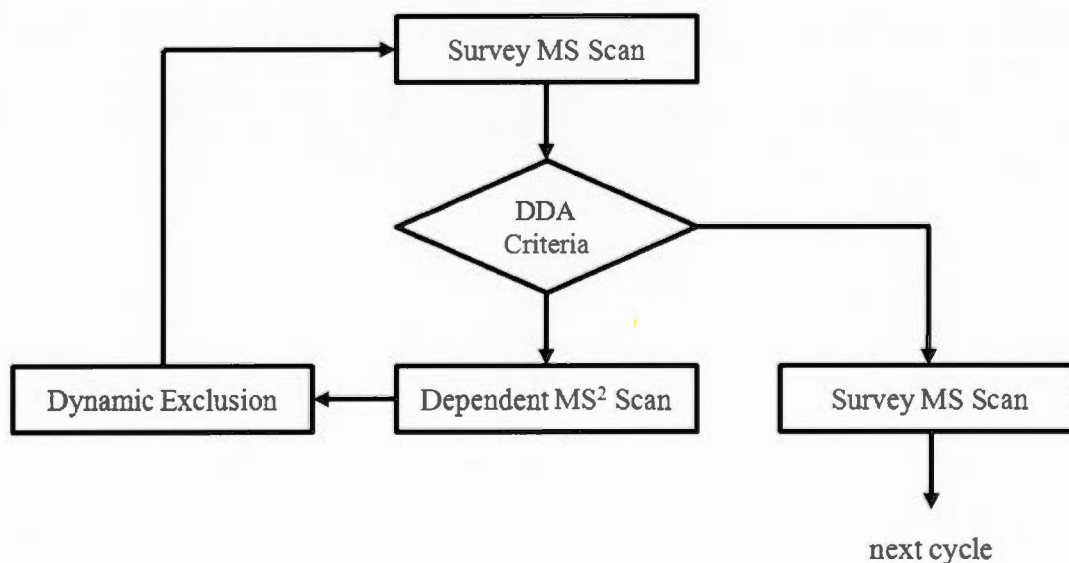 Survey MS Scan
DDA
Criteria
Dynamic Exclusion
Dependent MS² Scan
Survey MS Scan
next cycle